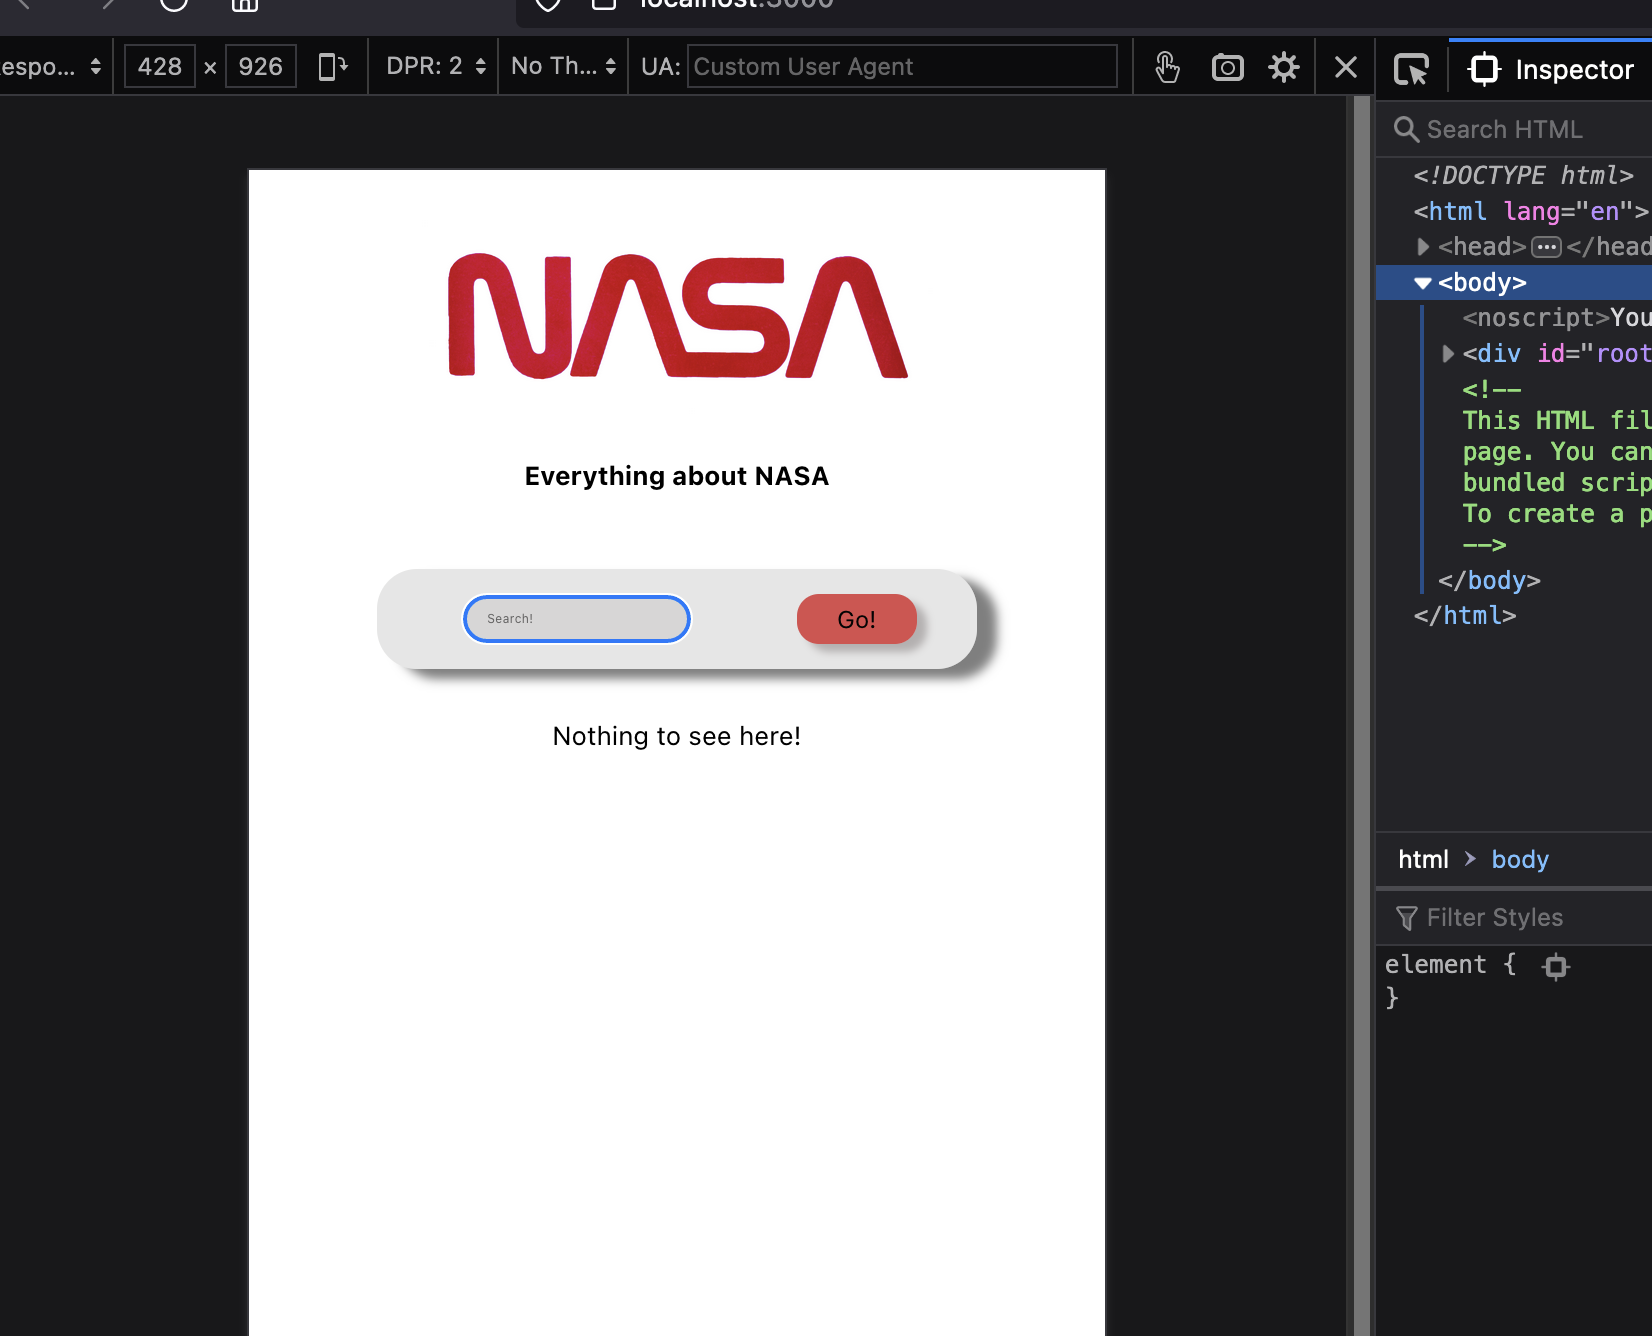 localhost:3000
espo...
428 × 926
DPR: 2
No Th...
UA: Custom User Agent
Inspector
Search HTML
<!DOCTYPE html>
<html lang="en">
<head>···</head
<body>
<noscript>You
<div id="root
<!--
This HTML fil
page. You can
bundled scrip
To create a p
-->
</body>
</html>
html > body
Filter Styles
element {
}
NASA
Everything about NASA
Search!
Go!
Nothing to see here!